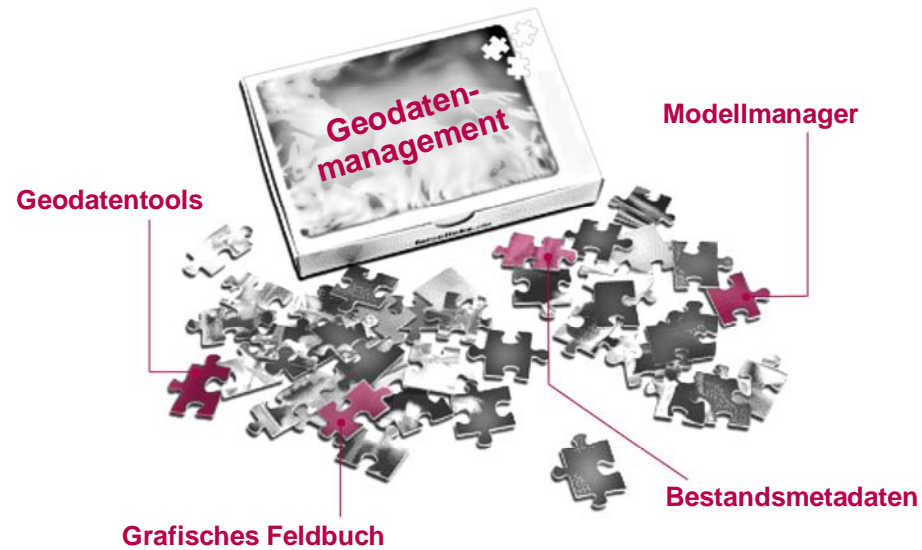 Geodaten-
management
Modellmanager
Geodatentools
Bestandsmetadaten
Grafisches Feldbuch